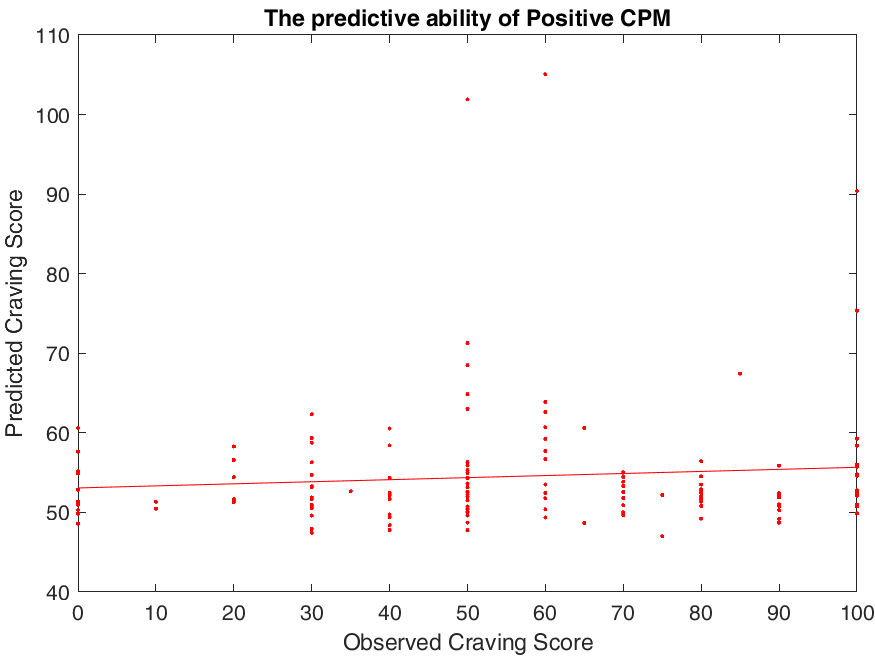 The predictive ability of Positive CPM
110
100
90
80
70
60
50
40
Predicted Craving Score
0 10 20 30 40 50 60 70 80 90 100
Observed Craving Score